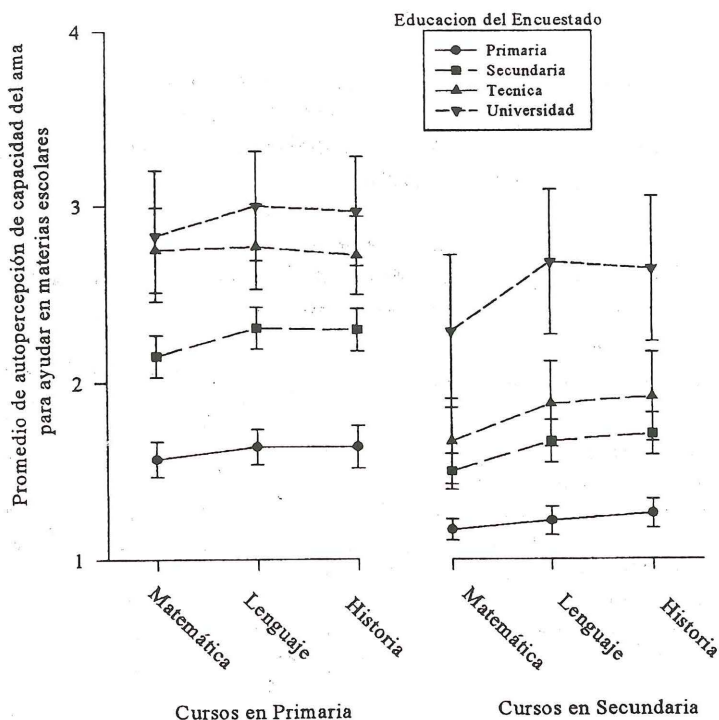 Educacion del Encuestado
Primaria
Secundaria
Tecnica
Universidad
Promedio de autopercepción de capacidad del ama
para ayudar en materias escolares
4
3
2
1
Matemática
Lenguaje
Historia
Matemática
Lenguaje
Historia
Cursos en Primaria
Cursos en Secundaria